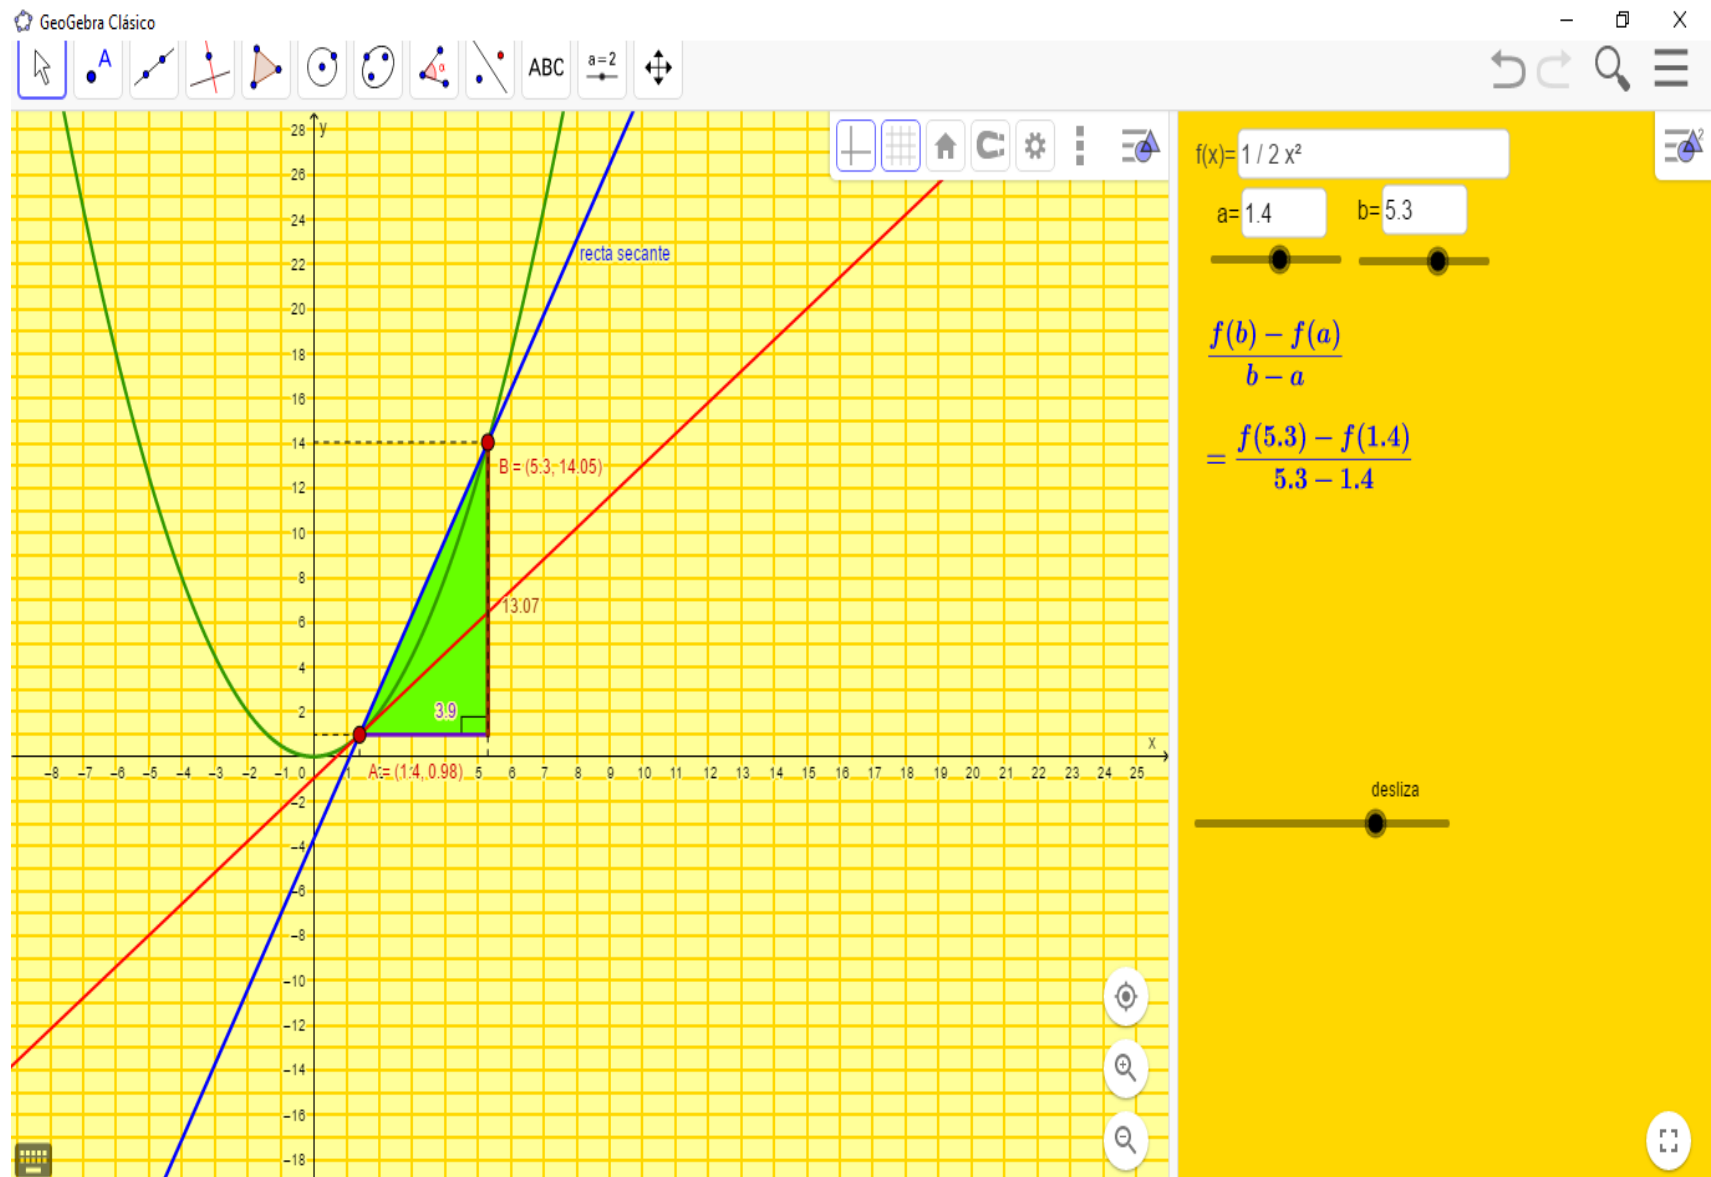 GeoGebra Clásico
A
α
ABC
a=2
y
28
26
24
22
20
18
16
14
12
10
8
6
4
2
-2
-4
-6
-8
-10
-12
-14
-16
-18
recta secante
B = (5.3, 14.05)
13.07
3.9
x
-8 -7 -6 -5 -4 -3 -2 -1 0 1 5 6 7 8 9 10 11 12 13 14 15 16 17 18 19 20 21 22 23 24 25
A = (1.4, 0.98)
f(x)= 1 / 2 x²
2
a= 1.4 b= 5.3
f(b) − f(a)
b − a
= f(5.3) − f(1.4)
5.3 − 1.4
desliza